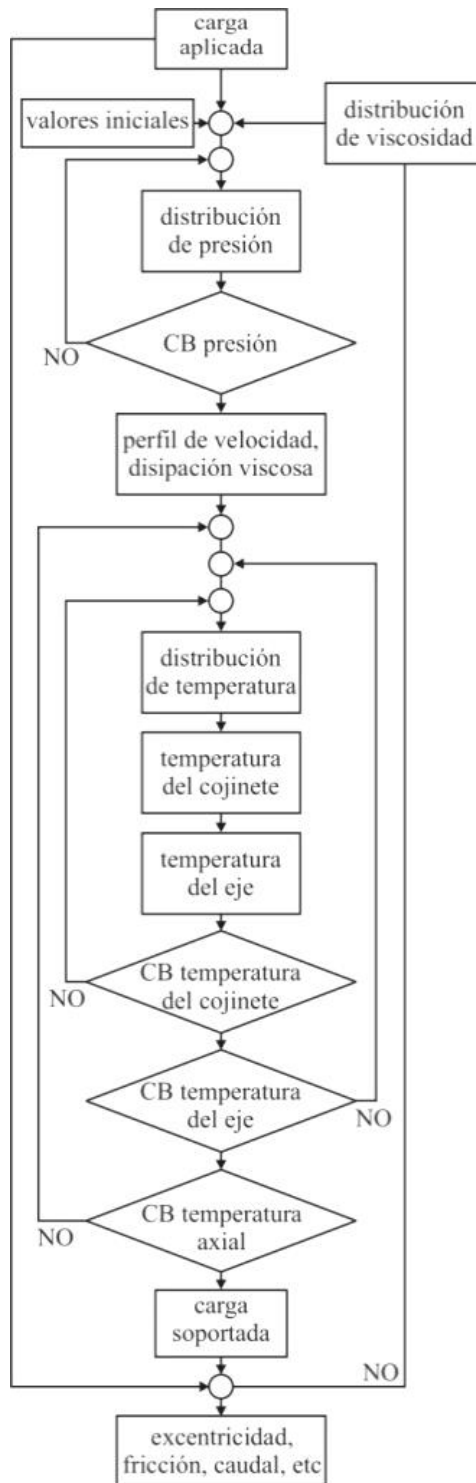 carga
aplicada
valores iniciales
distribución
de viscosidad
distribución
de presión
CB presión
NO
perfil de velocidad,
disipación viscosa
distribución
de temperatura
temperatura
del cojinete
temperatura
del eje
CB temperatura
del cojinete
NO
CB temperatura
del eje
NO
CB temperatura
axial
NO
carga
soportada
NO
excentricidad,
fricción, caudal, etc